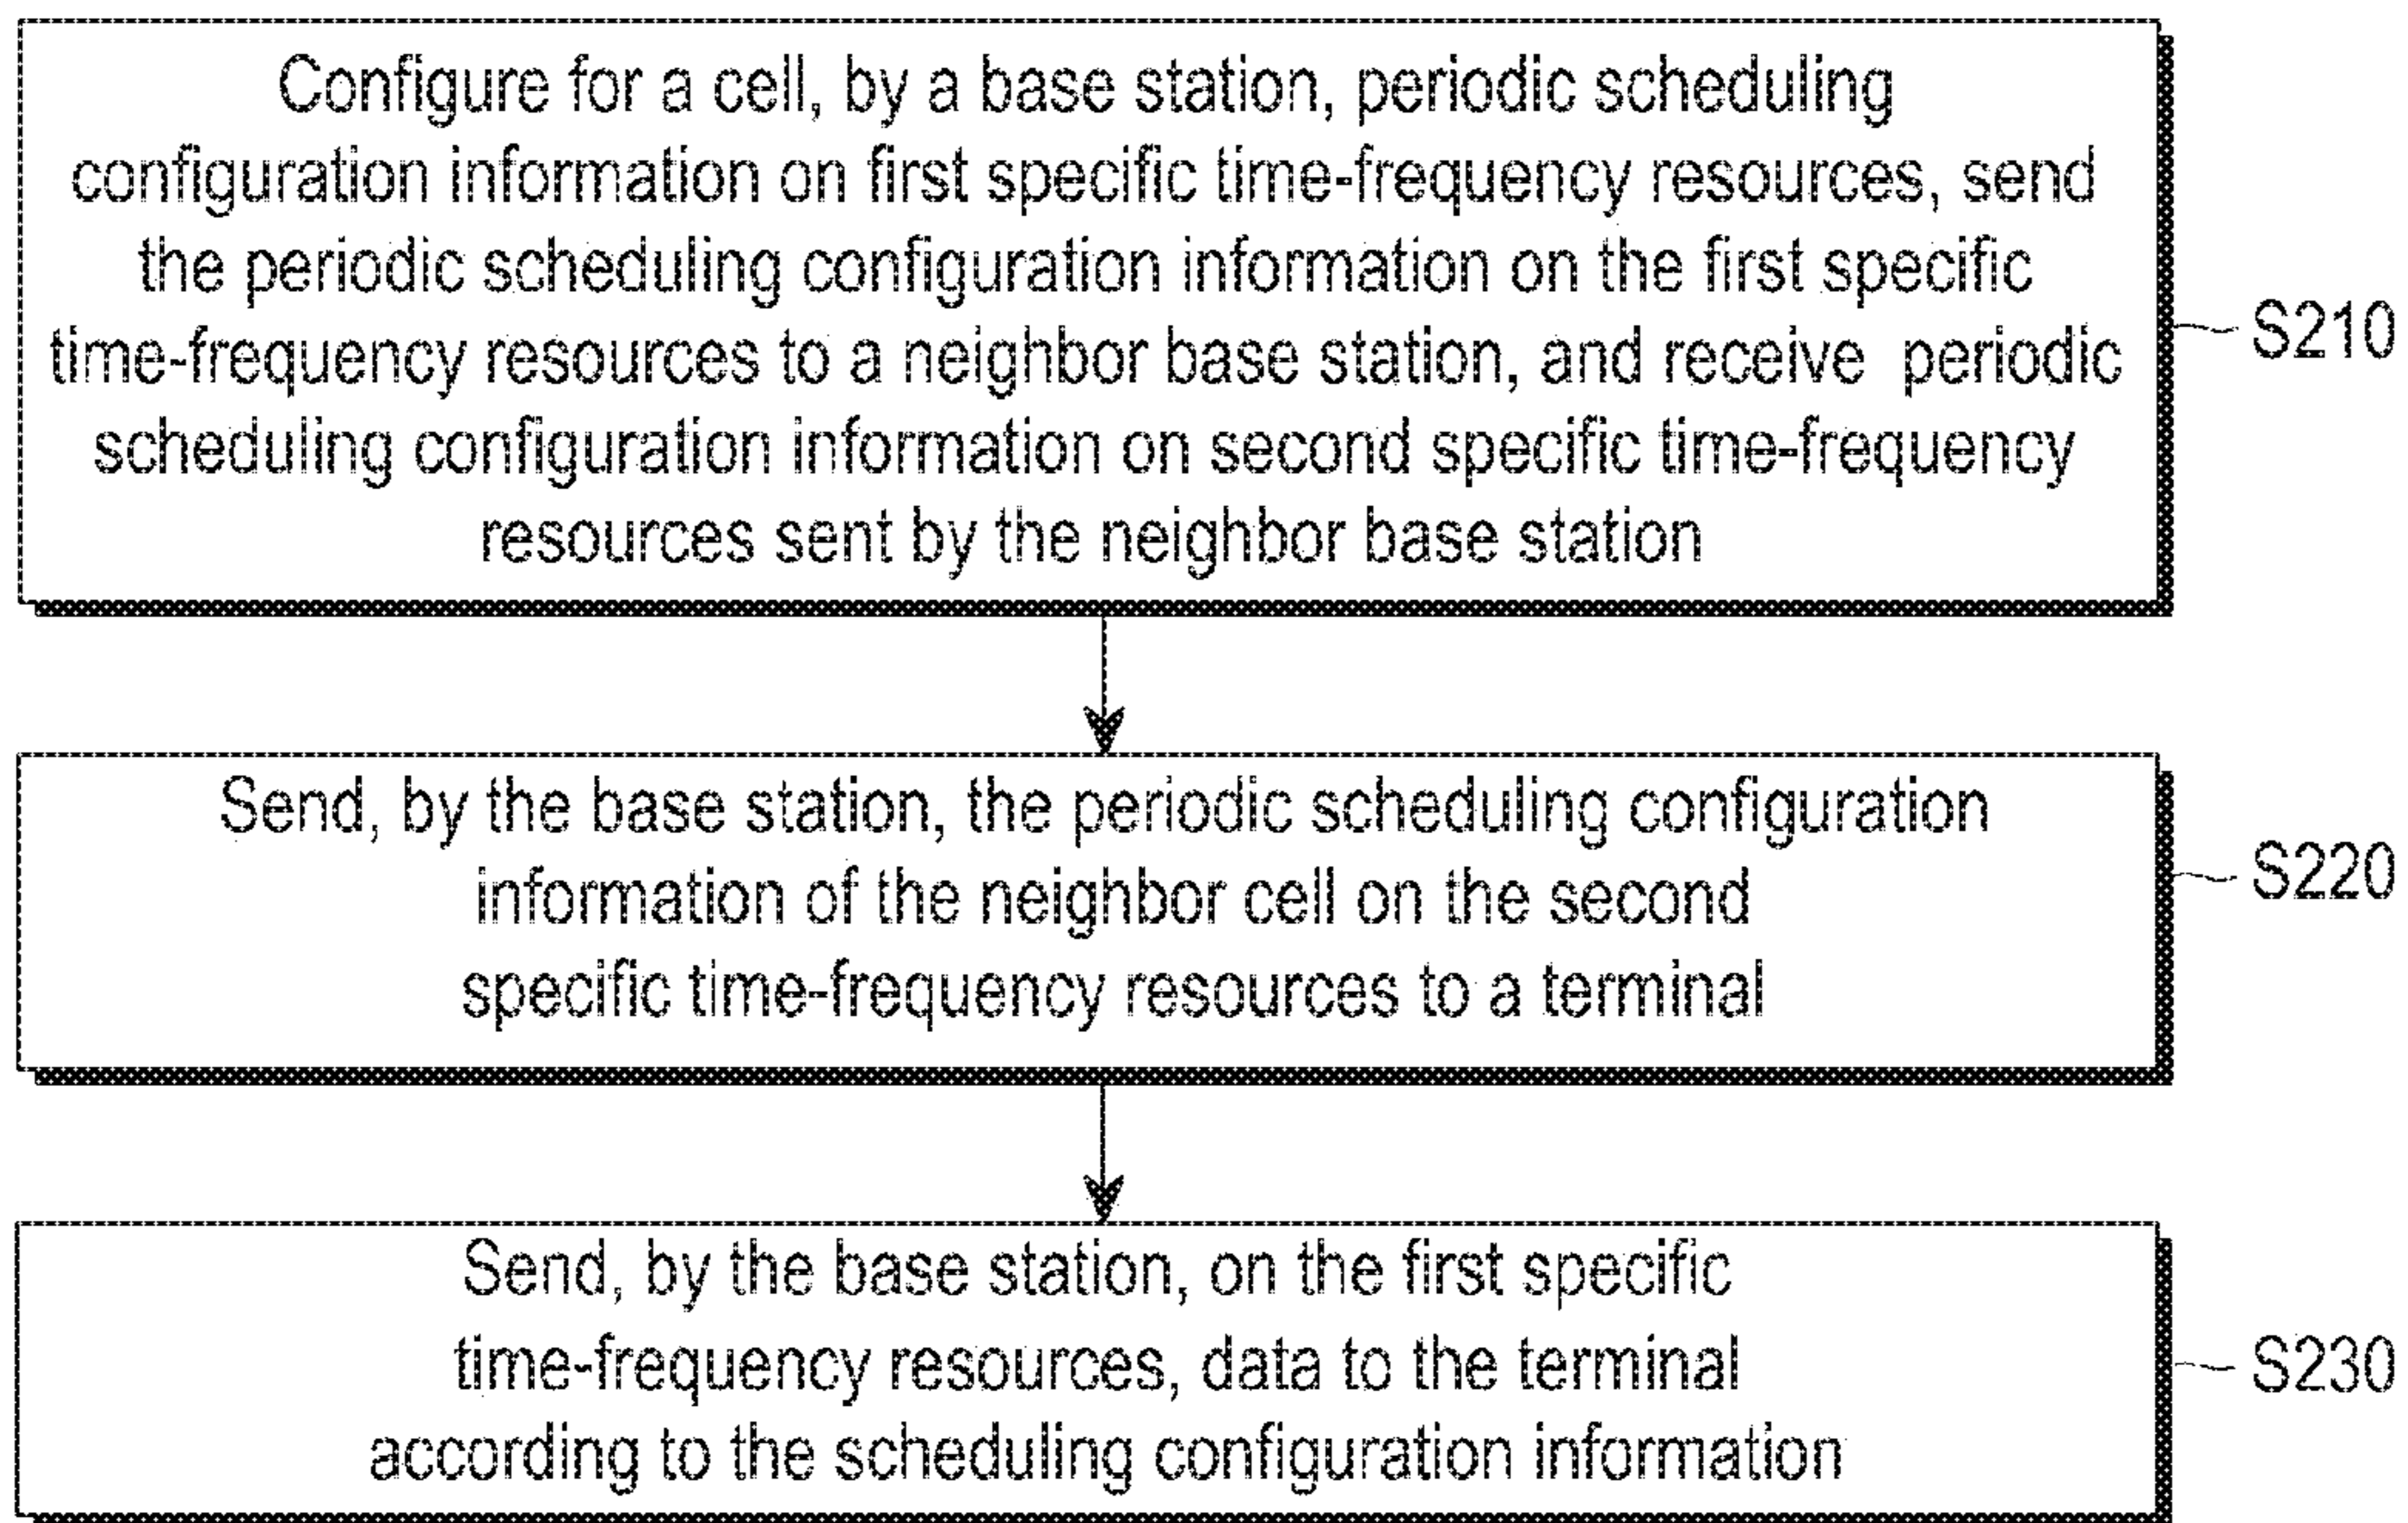 Configure for a cell, by a base station, periodic scheduling
configuration information on first specific time-frequency resources, send
the periodic scheduling configuration information on the first specific
time-frequency resources to a neighbor base station, and receive periodic
scheduling configuration information on second specific time-frequency
resources sent by the neighbor base station
S210
Send, by the base station, the periodic scheduling configuration
information of the neighbor cell on the second
specific time-frequency resources to a terminal
S220
Send, by the base station, on the first specific
time-frequency resources, data to the terminal
according to the scheduling configuration information
S230